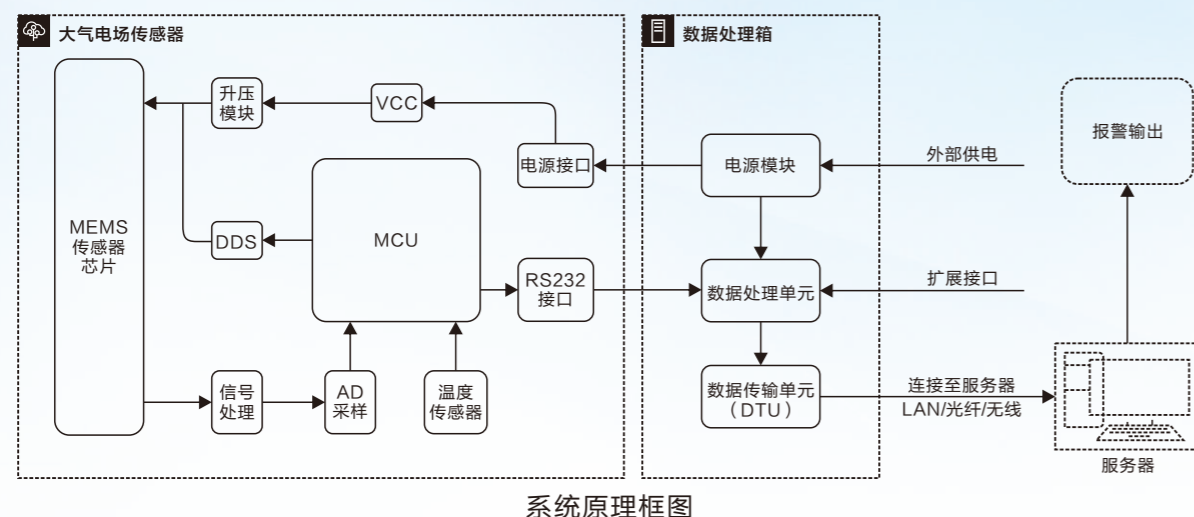 大气电场传感器
数据处理箱
升压
模块
VCC
电源接口
电源模块
外部供电
报警输出
MEMS
传感器
芯片
DDS
MCU
RS232
接口
数据处理单元
扩展接口
信号
处理
AD
采样
温度
传感器
数据传输单元
（DTU）
连接至服务器
LAN/光纤/无线
服务器
系统原理框图